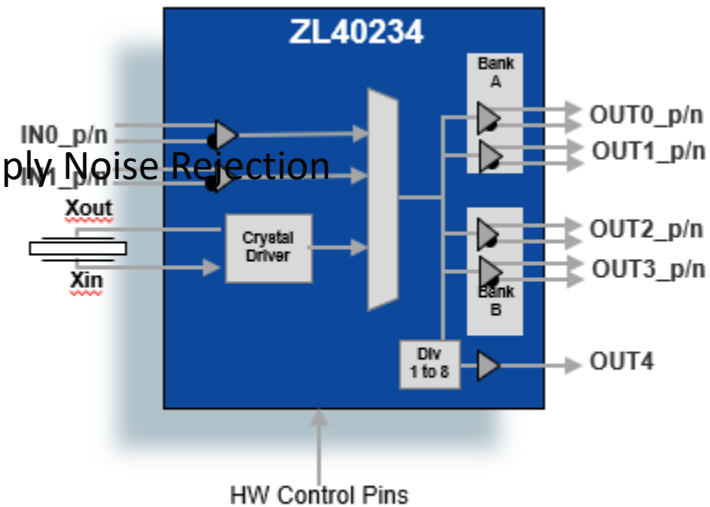 ZL40234
Bank
A
IN0_p/n
OUT0_p/n
OUT1_p/n
ply Noise Rejection
IN1_p/n
Xout
Crystal
Driver
Xin
OUT2_p/n
OUT3_p/n
Bank
B
Div
1 to 8
OUT4
HW Control Pins